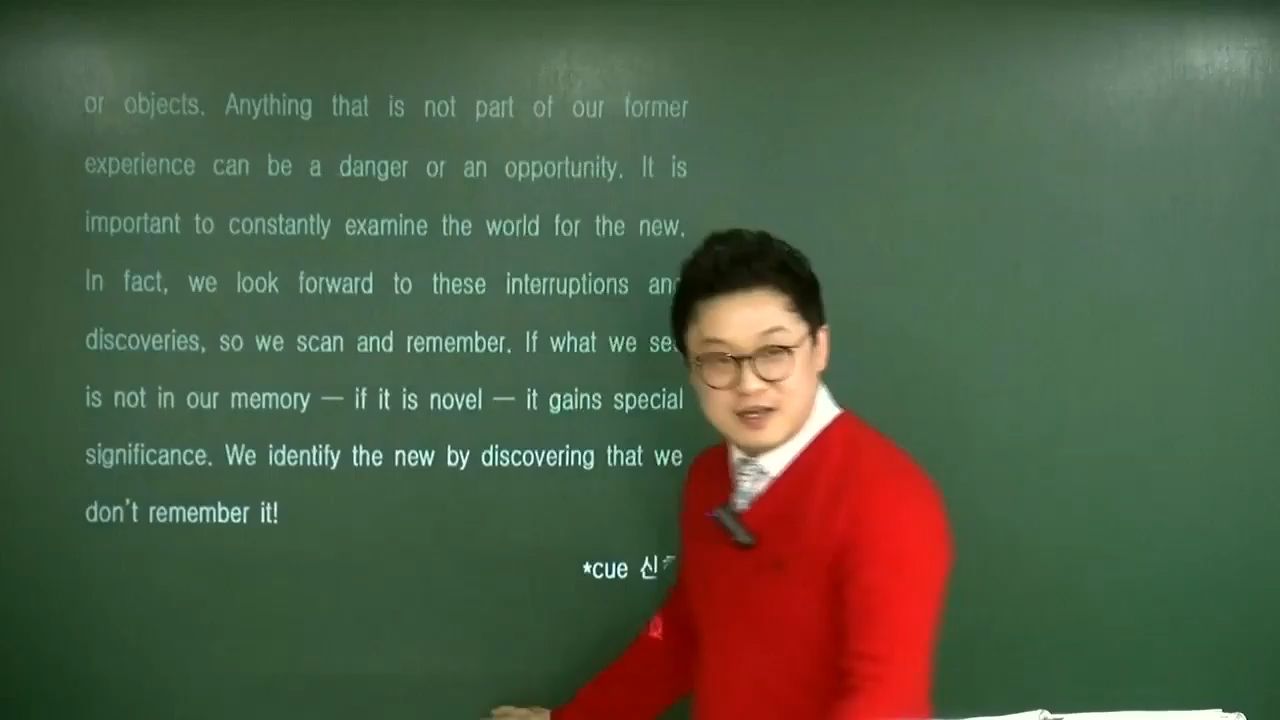 or objects. Anything that is not part of our former
experience can be a danger or an opportunity. It is
important to constantly examine the world for the new.
In fact, we look forward to these interruptions
discoveries, so we scan and remember. If what we
is not in our memory — if it is novel — it gains special
significance. We identify the new by discovering that we
don't remember it!
*cue